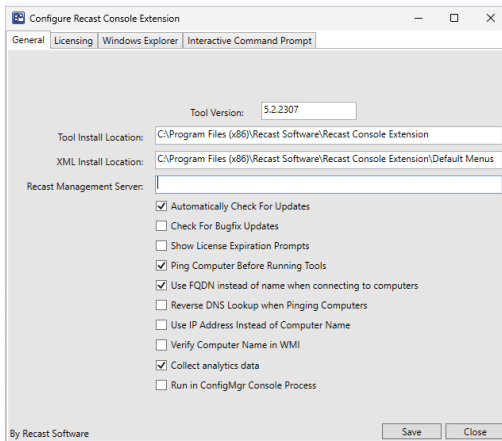 Configure Recast Console Extension
General Licensing Windows Explorer Interactive Command Prompt
Tool Version: 5.2.2307
Tool Install Location: C:\Program Files (x86)\Recast Software\Recast Console Extension
XML Install Location: C:\Program Files (x86)\Recast Software\Recast Console Extension\Default Menus
Recast Management Server:
Automatically Check For Updates
Check For Bugfix Updates
Show License Expiration Prompts
Ping Computer Before Running Tools
Use FQDN instead of name when connecting to computers
Reverse DNS Lookup when Pinging Computers
Use IP Address Instead of Computer Name
Verify Computer Name in WMI
Collect analytics data
Run in ConfigMgr Console Process
By Recast Software Save Close